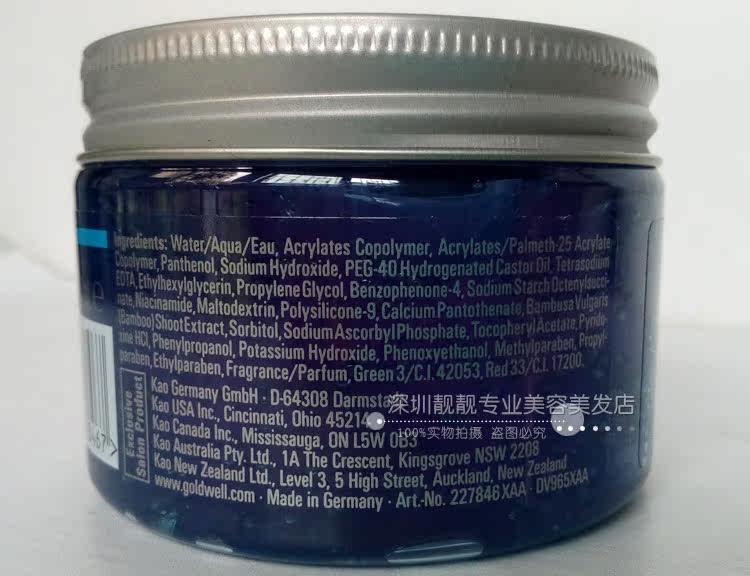 Ingredients: Water/Aqua/Eau, Acrylates Copolymer, Acrylates/Palmeth-25 Acrylate
Copolymer, Panthenol, Sodium Hydroxide, PEG-40 Hydrogenated Castor Oil, Tetrasodium
EDTA, Ethylhexylglycerin, Propylene Glycol, Benzophenone-4, Sodium Starch Octenylsucci-
nate, Niacinamide, Maltodextrin, Polysilicone-9, Calcium Pantothenate, Bambusa Vulgaris
(Bamboo) Shoot Extract, Sorbitol, Sodium Ascorbyl Phosphate, Tocopheryl Acetate, Pyrido-
xine HCl, Phenylpropanol, Potassium Hydroxide, Phenoxyethanol, Methylparaben, Propyl-
paraben, Ethylparaben, Fragrance/Parfum, Green 3/C.I. 42053, Red 33/C.I. 17200.
Exclusive
Salon Product
Kao Germany GmbH · D-64308 Darmsta
Kao USA Inc., Cincinnati, Ohio 45214
Kao Canada Inc., Mississauga, ON L5W 0B3
Kao Australia Pty. Ltd., 1A The Crescent, Kingsgrove NSW 2208
Kao New Zealand Ltd., Level 3, 5 High Street, Auckland, New Zealand
www.goldwell.com · Made in Germany · Art.-No. 227846 XAA · DV965XAA
深圳靓靓专业美容美发店
100%实物拍摄 盗图必究